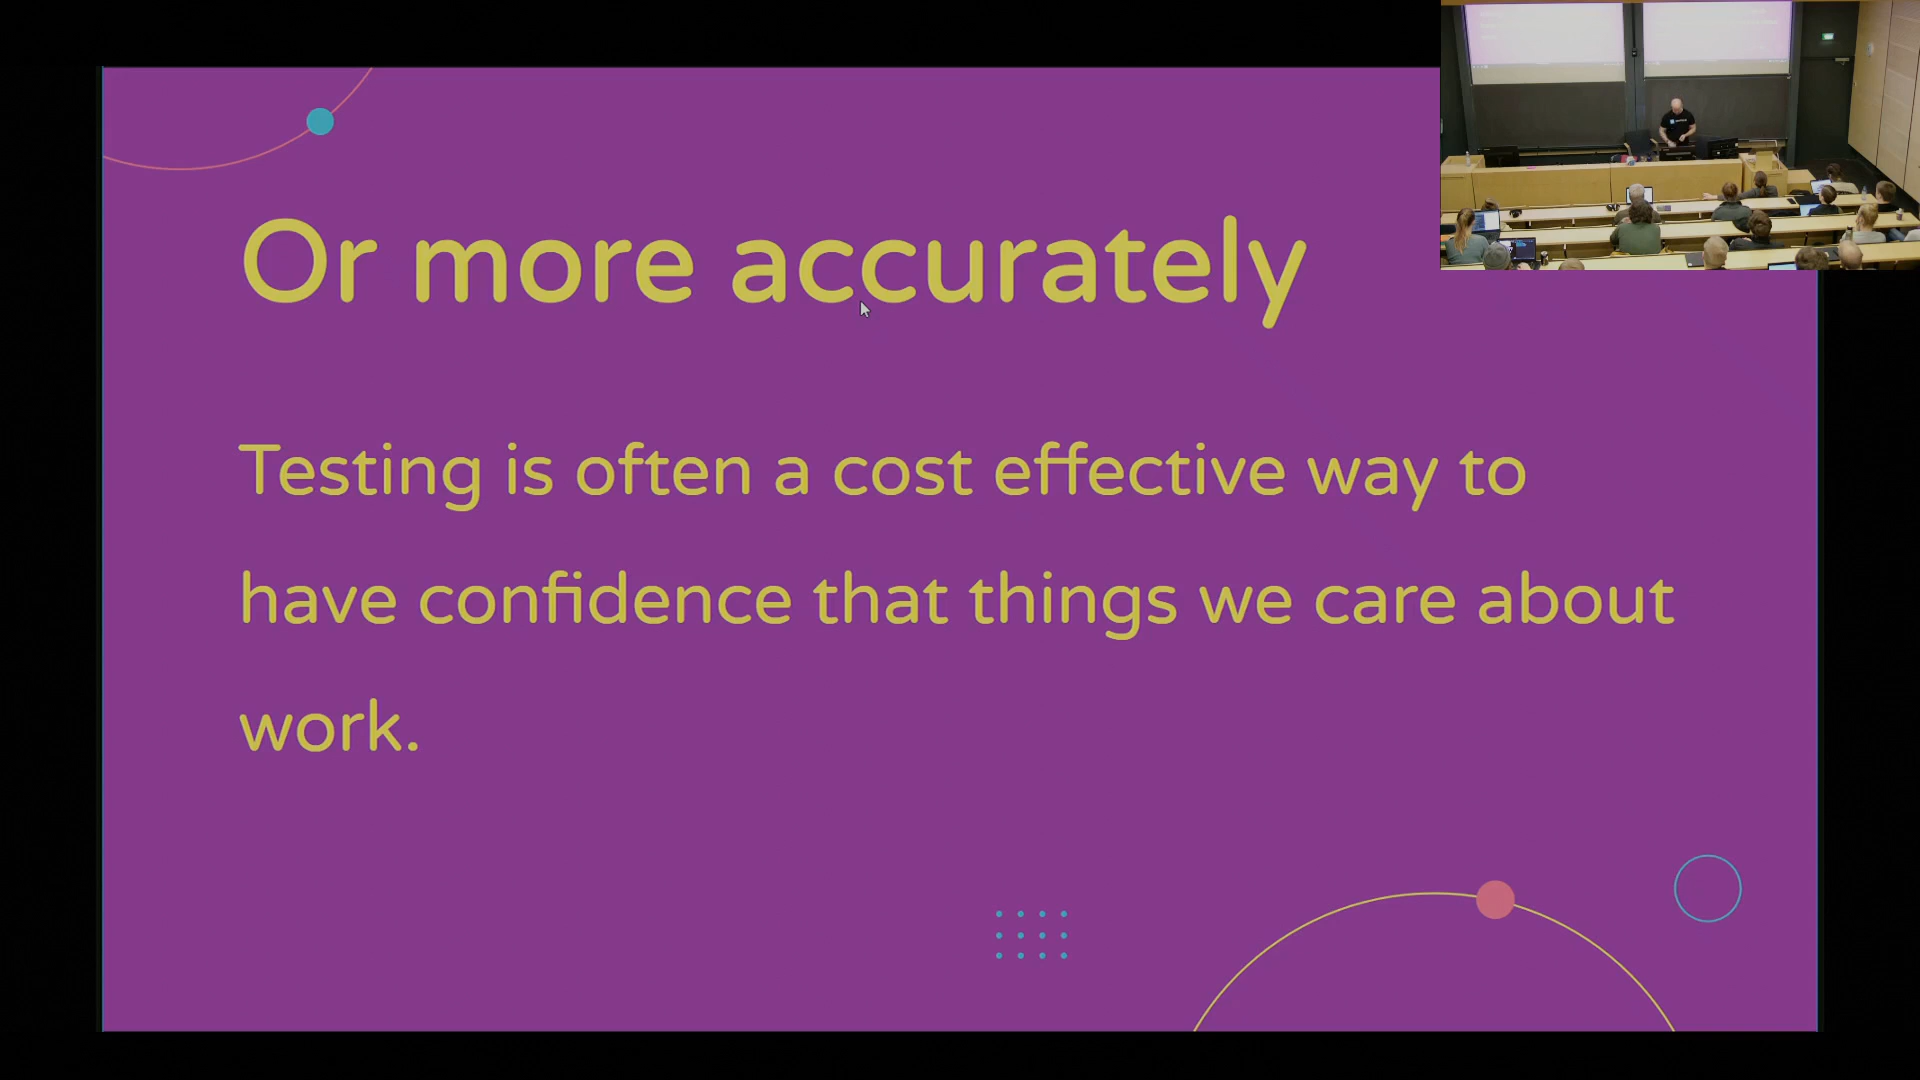 Or more accurately
Testing is often a cost effective way to
have confidence that things we care about
work.